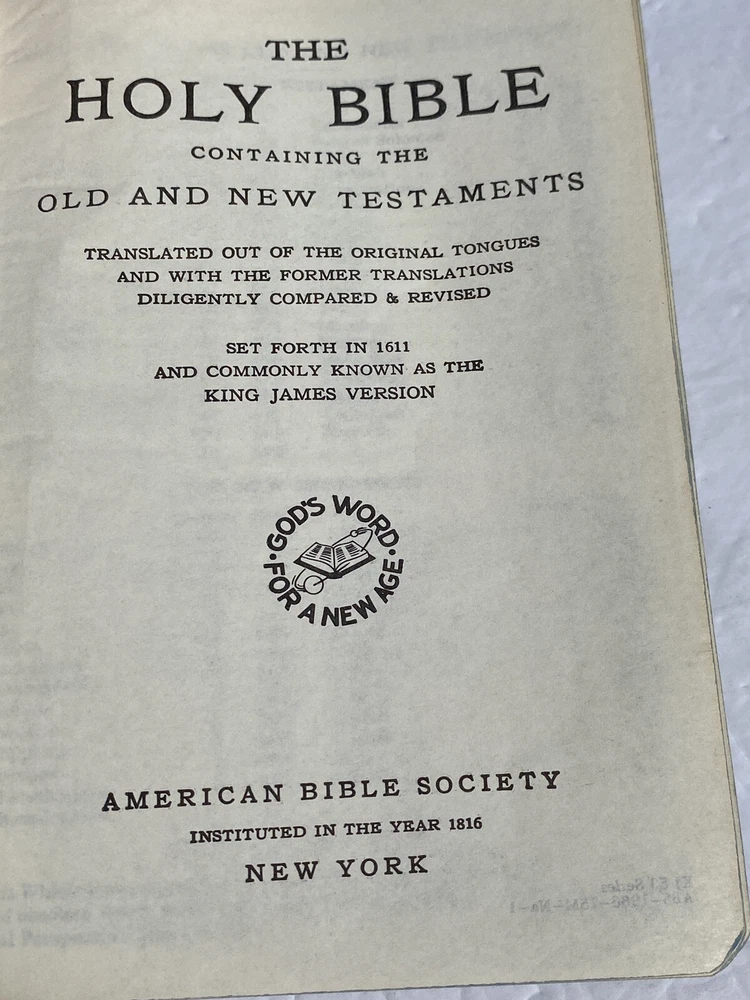 THE
HOLY BIBLE
CONTAINING THE
OLD AND NEW TESTAMENTS
TRANSLATED OUT OF THE ORIGINAL TONGUES
AND WITH THE FORMER TRANSLATIONS
DILIGENTLY COMPARED & REVISED
SET FORTH IN 1611
AND COMMONLY KNOWN AS THE
KING JAMES VERSION
·GOD'S WORD·
FOR A NEW AGE
AMERICAN BIBLE SOCIETY
INSTITUTED IN THE YEAR 1816
NEW YORK